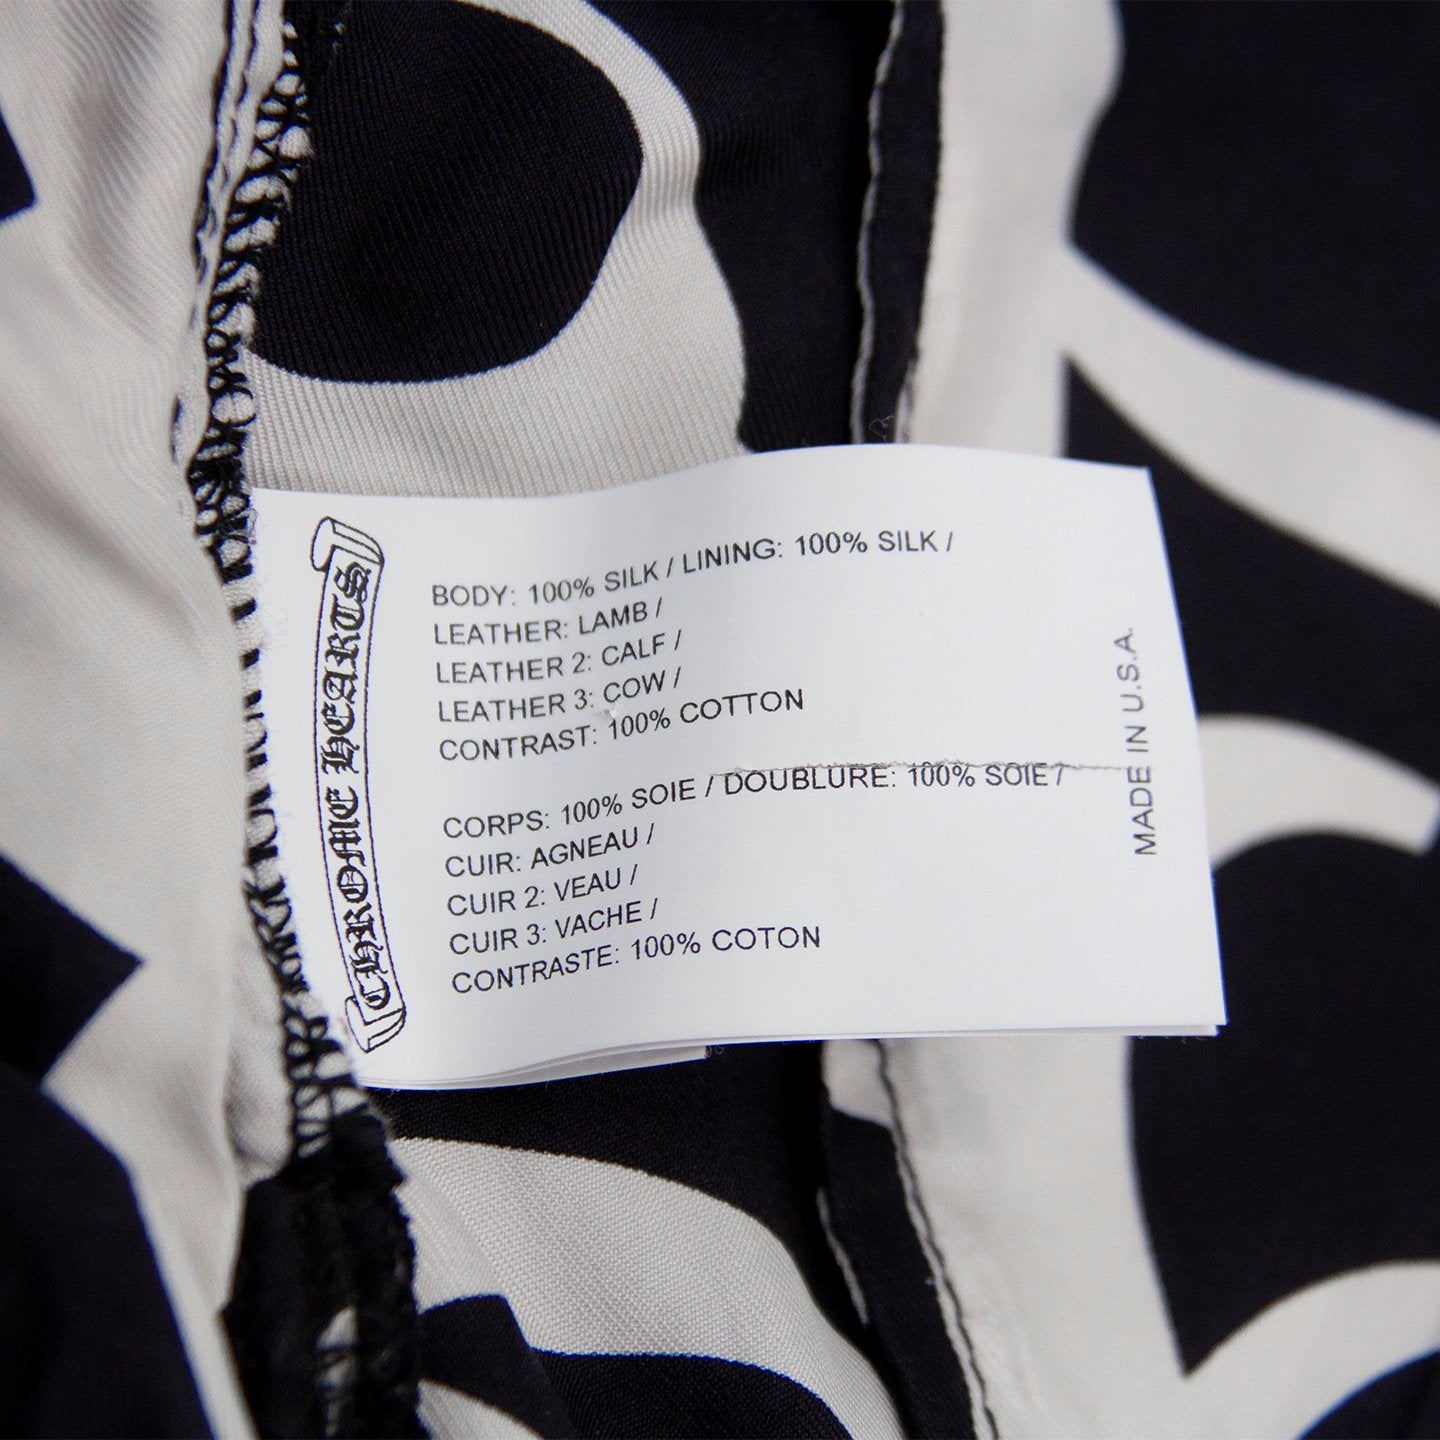 CHROME HEARTS
BODY: 100% SILK / LINING: 100% SILK /
LEATHER: LAMB /
LEATHER 2: CALF /
LEATHER 3: COW /
CONTRAST: 100% COTTON
CORPS: 100% SOIE / DOUBLURE: 100% SOIE /
CUIR: AGNEAU /
CUIR 2: VEAU /
CUIR 3: VACHE /
CONTRASTE: 100% COTON
MADE IN U.S.A.